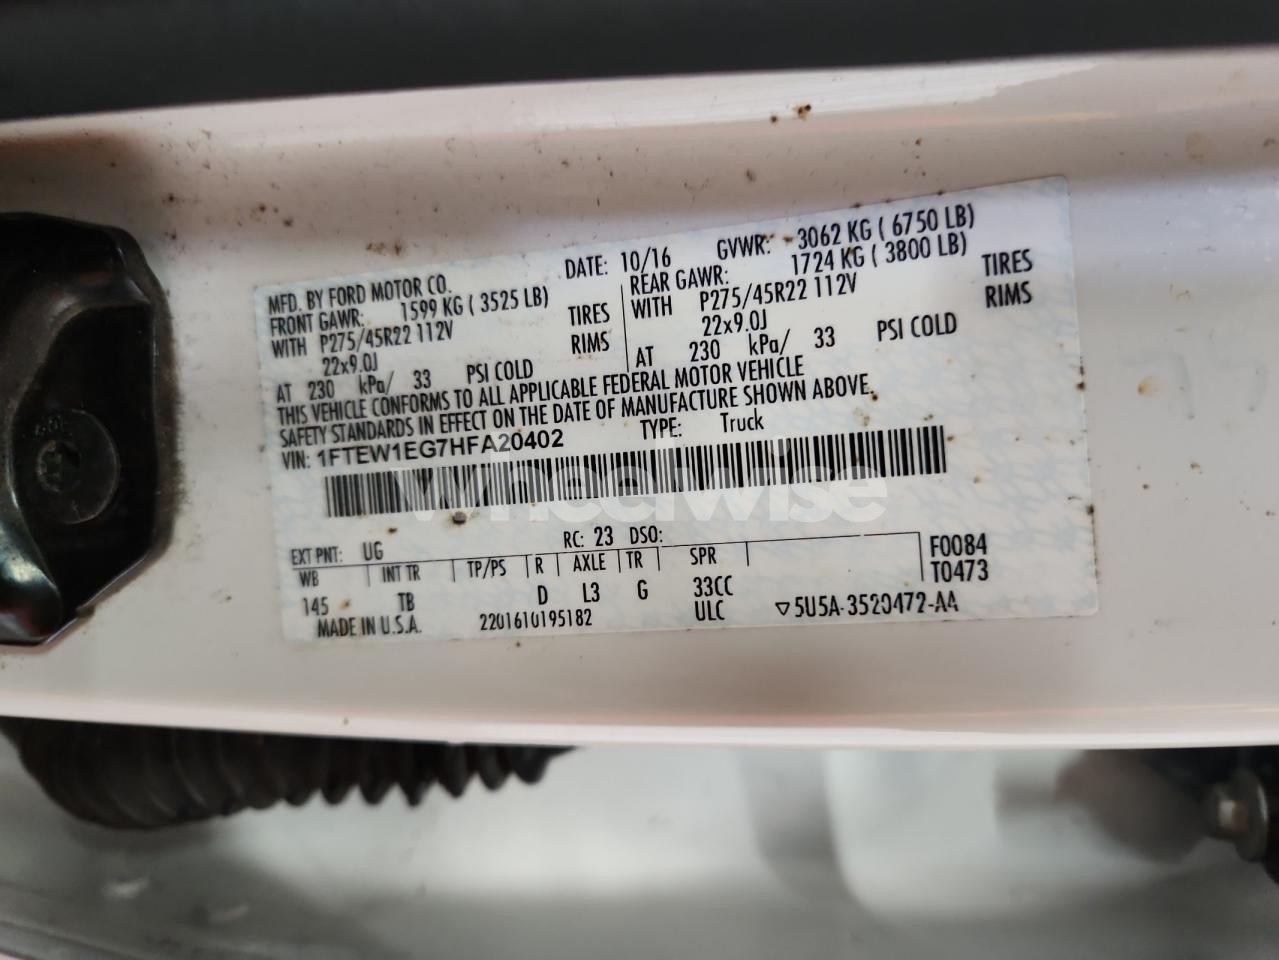 MFD. BY FORD MOTOR CO. DATE: 10/16 GVWR: 3062 KG ( 6750 LB)
FRONT GAWR: 1599 KG ( 3525 LB) REAR GAWR: 1724 KG ( 3800 LB)
WITH P275/45R22 112V TIRES WITH P275/45R22 112V TIRES
22x9.0J RIMS 22x9.0J RIMS
AT 230 kPa/ 33 PSI COLD AT 230 kPa/ 33 PSI COLD
THIS VEHICLE CONFORMS TO ALL APPLICABLE FEDERAL MOTOR VEHICLE
SAFETY STANDARDS IN EFFECT ON THE DATE OF MANUFACTURE SHOWN ABOVE.
VIN: 1FTEW1EG7HFA20402 TYPE: Truck
wheelwise
EXT PNT: UG RC: 23 DSO:
WB INT TR TP/PS R AXLE TR SPR F0084
145 TB D L3 G 33CC T0473
MADE IN U.S.A. 2201610195182 ULC ▽5U5A-3520472-AA